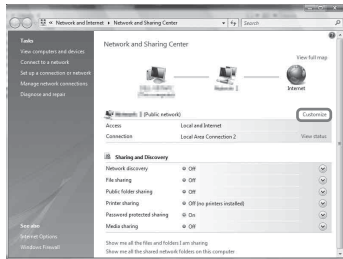 « Network and Internet ▸ Network and Sharing Center
Search
Tasks
View computers and devices
Connect to a network
Set up a connection or network
Manage network connections
Diagnose and repair
See also
Internet Options
Windows Firewall
Network and Sharing Center
View full map
Internet
(Public network)
Customize
Access Local and Internet
Connection Local Area Connection 2 View status
Sharing and Discovery
Network discovery Off
File sharing Off
Public folder sharing Off
Printer sharing Off (no printers installed)
Password protected sharing On
Media sharing Off
Show me all the files and folders I am sharing
Show me all the shared network folders on this computer